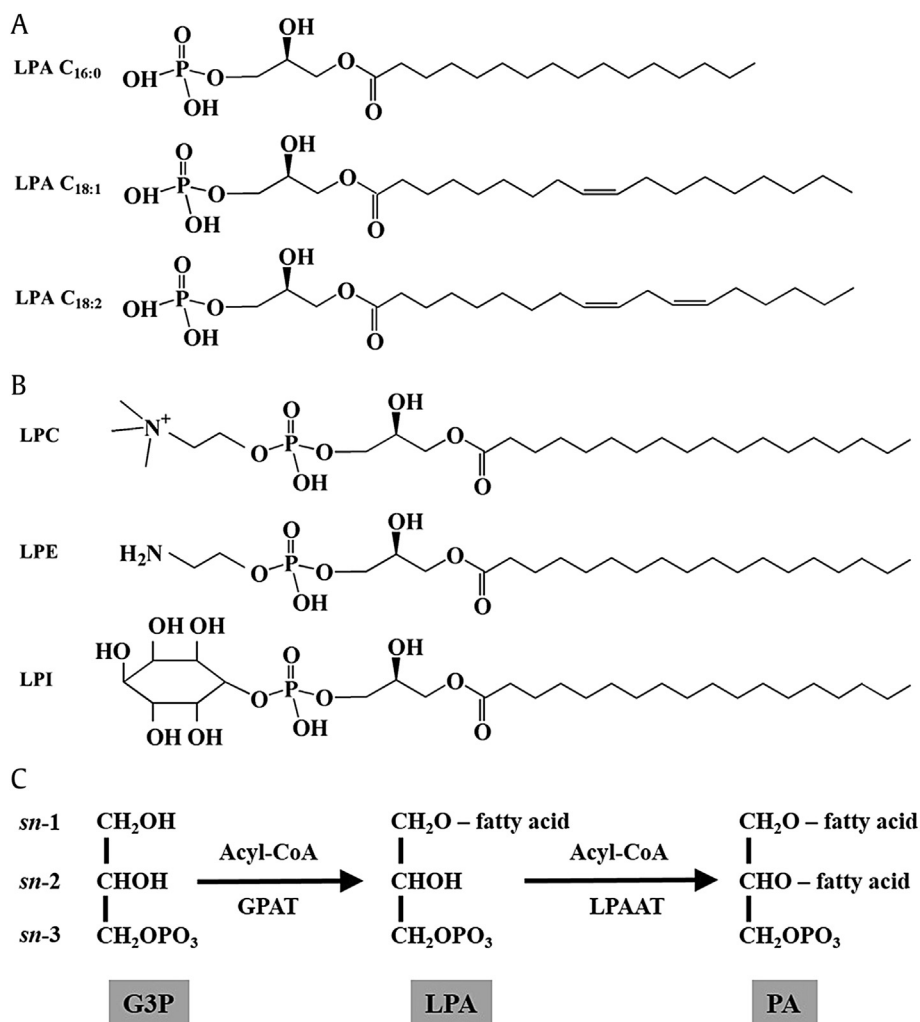 A
LPA C16:0
O
OH
P
OH
O
OH
O
O
LPA C18:1
O
OH
P
OH
O
OH
O
O
LPA C18:2
O
OH
P
OH
O
OH
O
O
B
LPC
N+
O
O
P
OH
O
OH
O
O
LPE
H2N
O
O
P
OH
O
OH
O
O
LPI
HO
OH OH
OH OH
O
O
P
OH
O
OH
O
O
C
sn-1 CH2OH CH2O – fatty acid CH2O – fatty acid
Acyl-CoA Acyl-CoA
sn-2 CHOH CHOH CHO – fatty acid
GPAT LPAAT
sn-3 CH2OPO3 CH2OPO3 CH2OPO3
G3P LPA PA